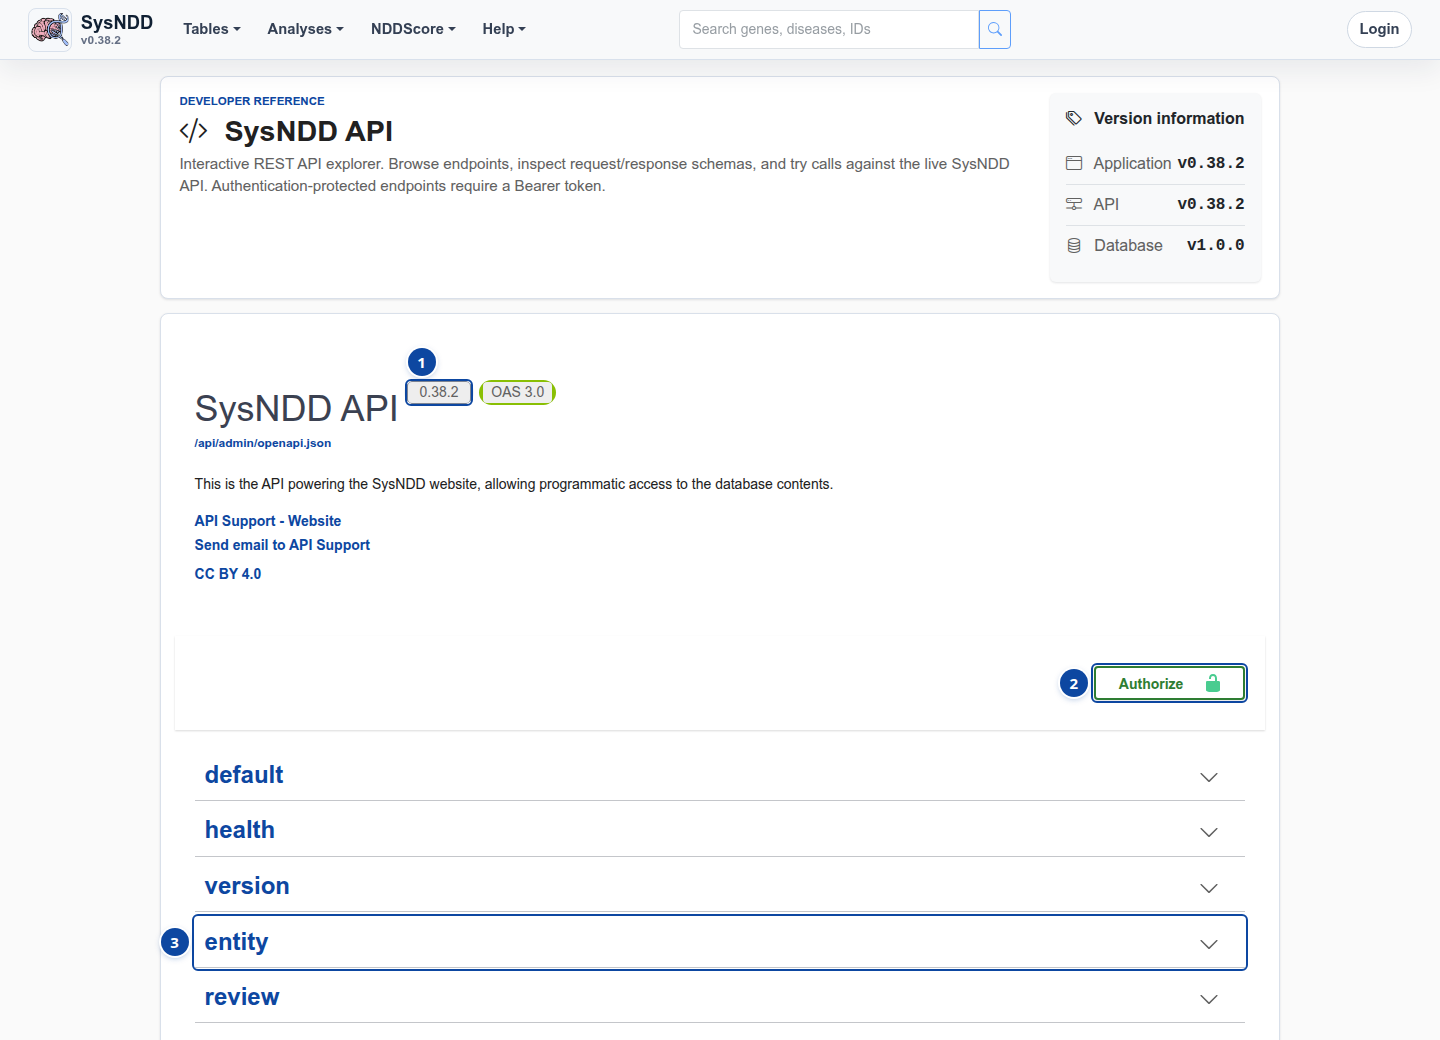 SysNDD
v0.38.2
Tables
Analyses
NDDScore
Help
Search genes, diseases, IDs
Login
DEVELOPER REFERENCE
</> SysNDD API
Interactive REST API explorer. Browse endpoints, inspect request/response schemas, and try calls against the live SysNDD
API. Authentication-protected endpoints require a Bearer token.
Version information
Application v0.38.2
API v0.38.2
Database v1.0.0
1
SysNDD API 0.38.2 OAS 3.0
/api/admin/openapi.json
This is the API powering the SysNDD website, allowing programmatic access to the database contents.
API Support - Website
Send email to API Support
CC BY 4.0
2 Authorize
default
health
version
3 entity
review